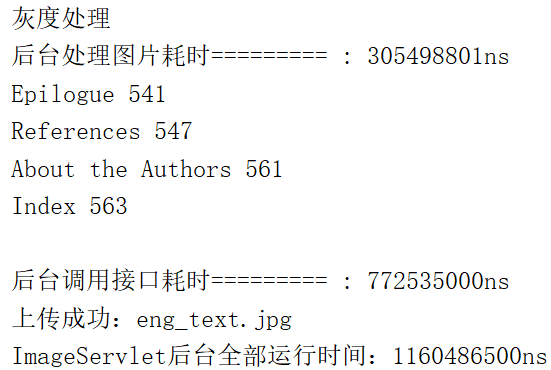 灰度处理
后台处理图片耗时========= : 305498801ns
Epilogue 541
References 547
About the Authors 561
Index 563
后台调用接口耗时========= : 772535000ns
上传成功：eng_text.jpg
ImageServlet后台全部运行时间：1160486500ns